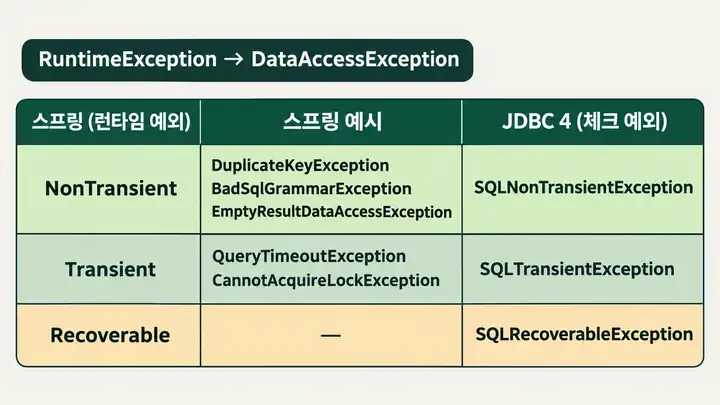 RuntimeException → DataAccessException
스프링 (런타임 예외)
스프링 예시
JDBC 4 (체크 예외)
NonTransient
DuplicateKeyException
BadSqlGrammarException
EmptyResultDataAccessException
SQLNonTransientException
Transient
QueryTimeoutException
CannotAcquireLockException
SQLTransientException
Recoverable
—
SQLRecoverableException